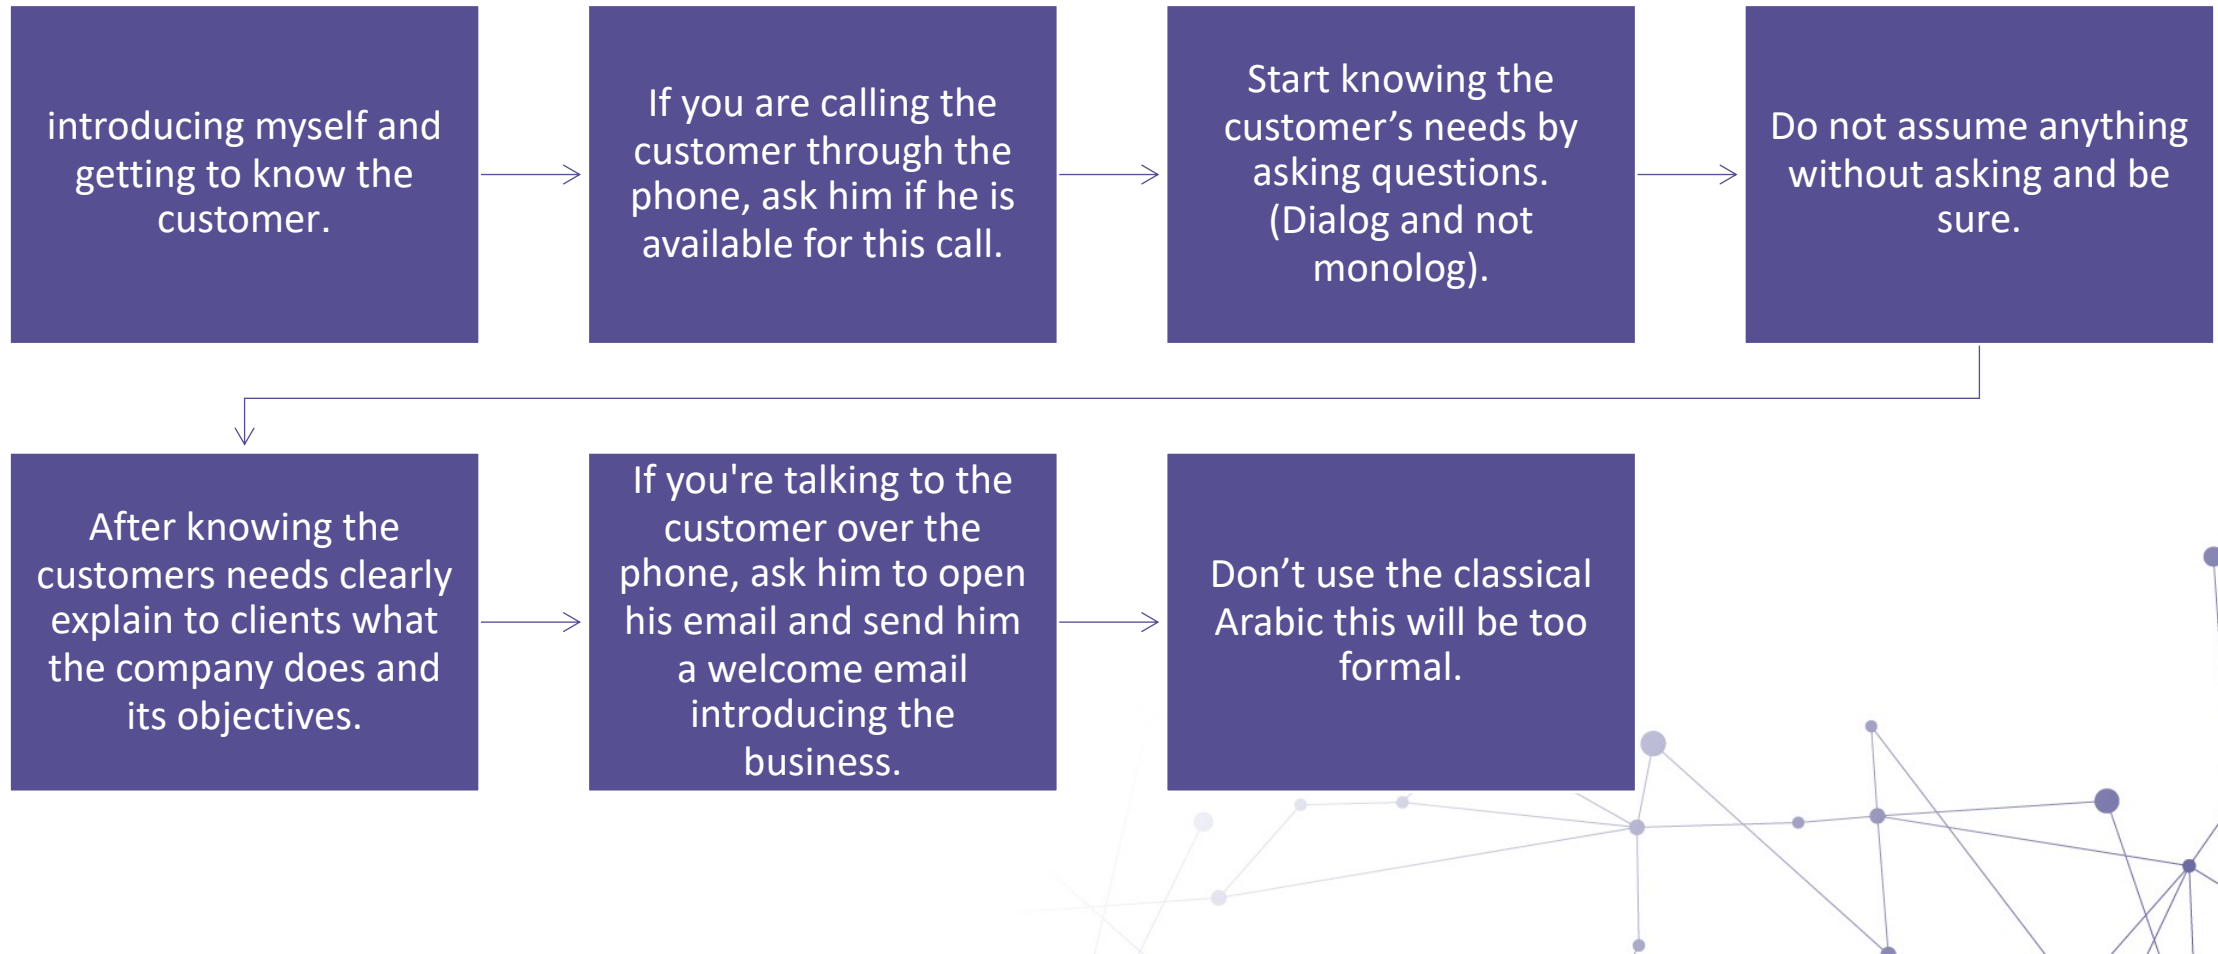 introducing myself and
getting to know the
customer.
If you are calling the
customer through the
phone, ask him if he is
available for this call.
Start knowing the
customer’s needs by
asking questions.
(Dialog and not
monolog).
Do not assume anything
without asking and be
sure.
After knowing the
customers needs clearly
explain to clients what
the company does and
its objectives.
If you're talking to the
customer over the
phone, ask him to open
his email and send him
a welcome email
introducing the
business.
Don’t use the classical
Arabic this will be too
formal.